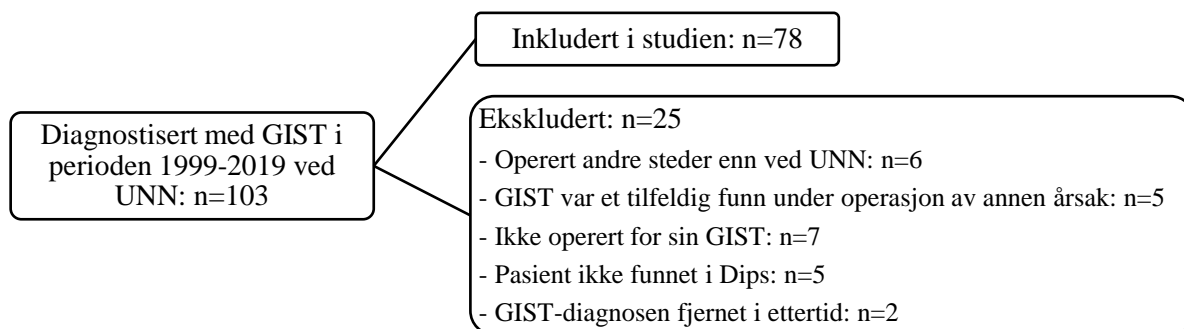 Inkludert i studien: n=78
Diagnostisert med GIST i
perioden 1999-2019 ved
UNN: n=103
Ekskludert: n=25
- Operert andre steder enn ved UNN: n=6
- GIST var et tilfeldig funn under operasjon av annen årsak: n=5
- Ikke operert for sin GIST: n=7
- Pasient ikke funnet i Dips: n=5
- GIST-diagnosen fjernet i ettertid: n=2